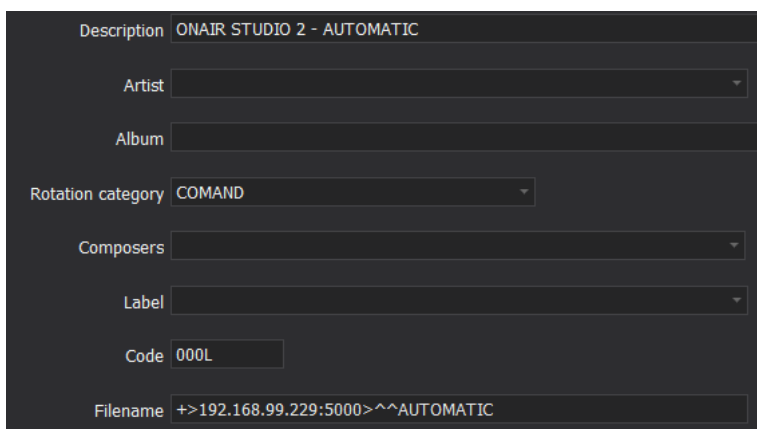 Description ONAIR STUDIO 2 - AUTOMATIC
Artist
Album
Rotation category COMAND
Composers
Label
Code 000L
Filename +>192.168.99.229:5000>^^AUTOMATIC